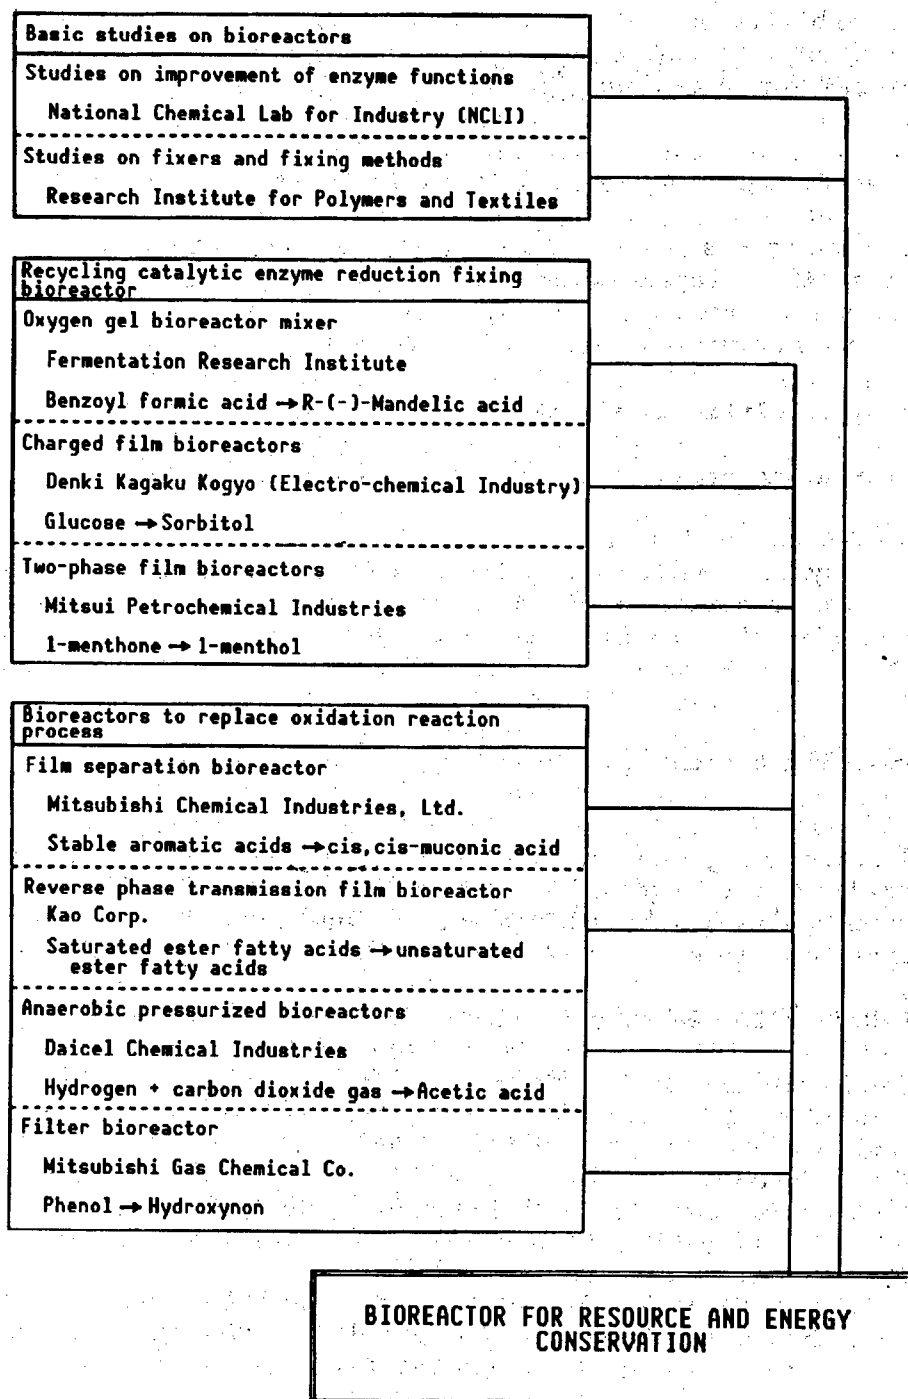 Basic studies on bioreactors
Studies on improvement of enzyme functions
National Chemical Lab for Industry (NCLI)
Studies on fixers and fixing methods
Research Institute for Polymers and Textiles
Recycling catalytic enzyme reduction fixing
bioreactor
Oxygen gel bioreactor mixer
Fermentation Research Institute
Benzoyl formic acid → R-(-)-Mandelic acid
Charged film bioreactors
Denki Kagaku Kogyo (Electro-chemical Industry)
Glucose → Sorbitol
Two-phase film bioreactors
Mitsui Petrochemical Industries
l-menthone → l-menthol
Bioreactors to replace oxidation reaction
process
Film separation bioreactor
Mitsubishi Chemical Industries, Ltd.
Stable aromatic acids → cis,cis-muconic acid
Reverse phase transmission film bioreactor
Kao Corp.
Saturated ester fatty acids → unsaturated
ester fatty acids
Anaerobic pressurized bioreactors
Daicel Chemical Industries
Hydrogen + carbon dioxide gas → Acetic acid
Filter bioreactor
Mitsubishi Gas Chemical Co.
Phenol → Hydroxynon
BIOREACTOR FOR RESOURCE AND ENERGY
CONSERVATION